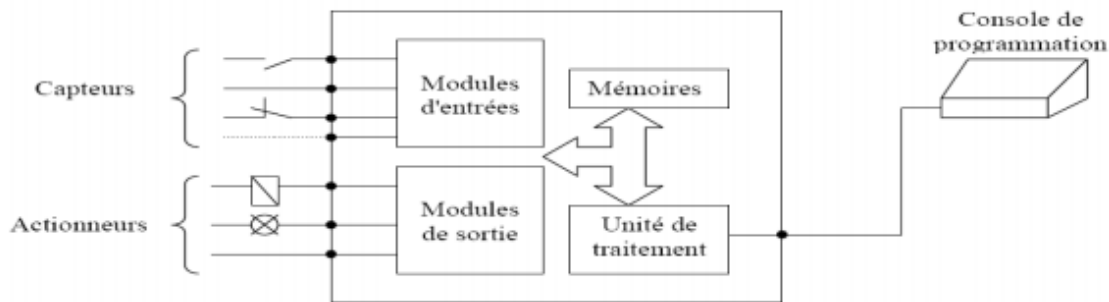 Console de
programmation
Capteurs
Modules
d'entrées
Mémoires
Actionneurs
Modules
de sortie
Unité de
traitement